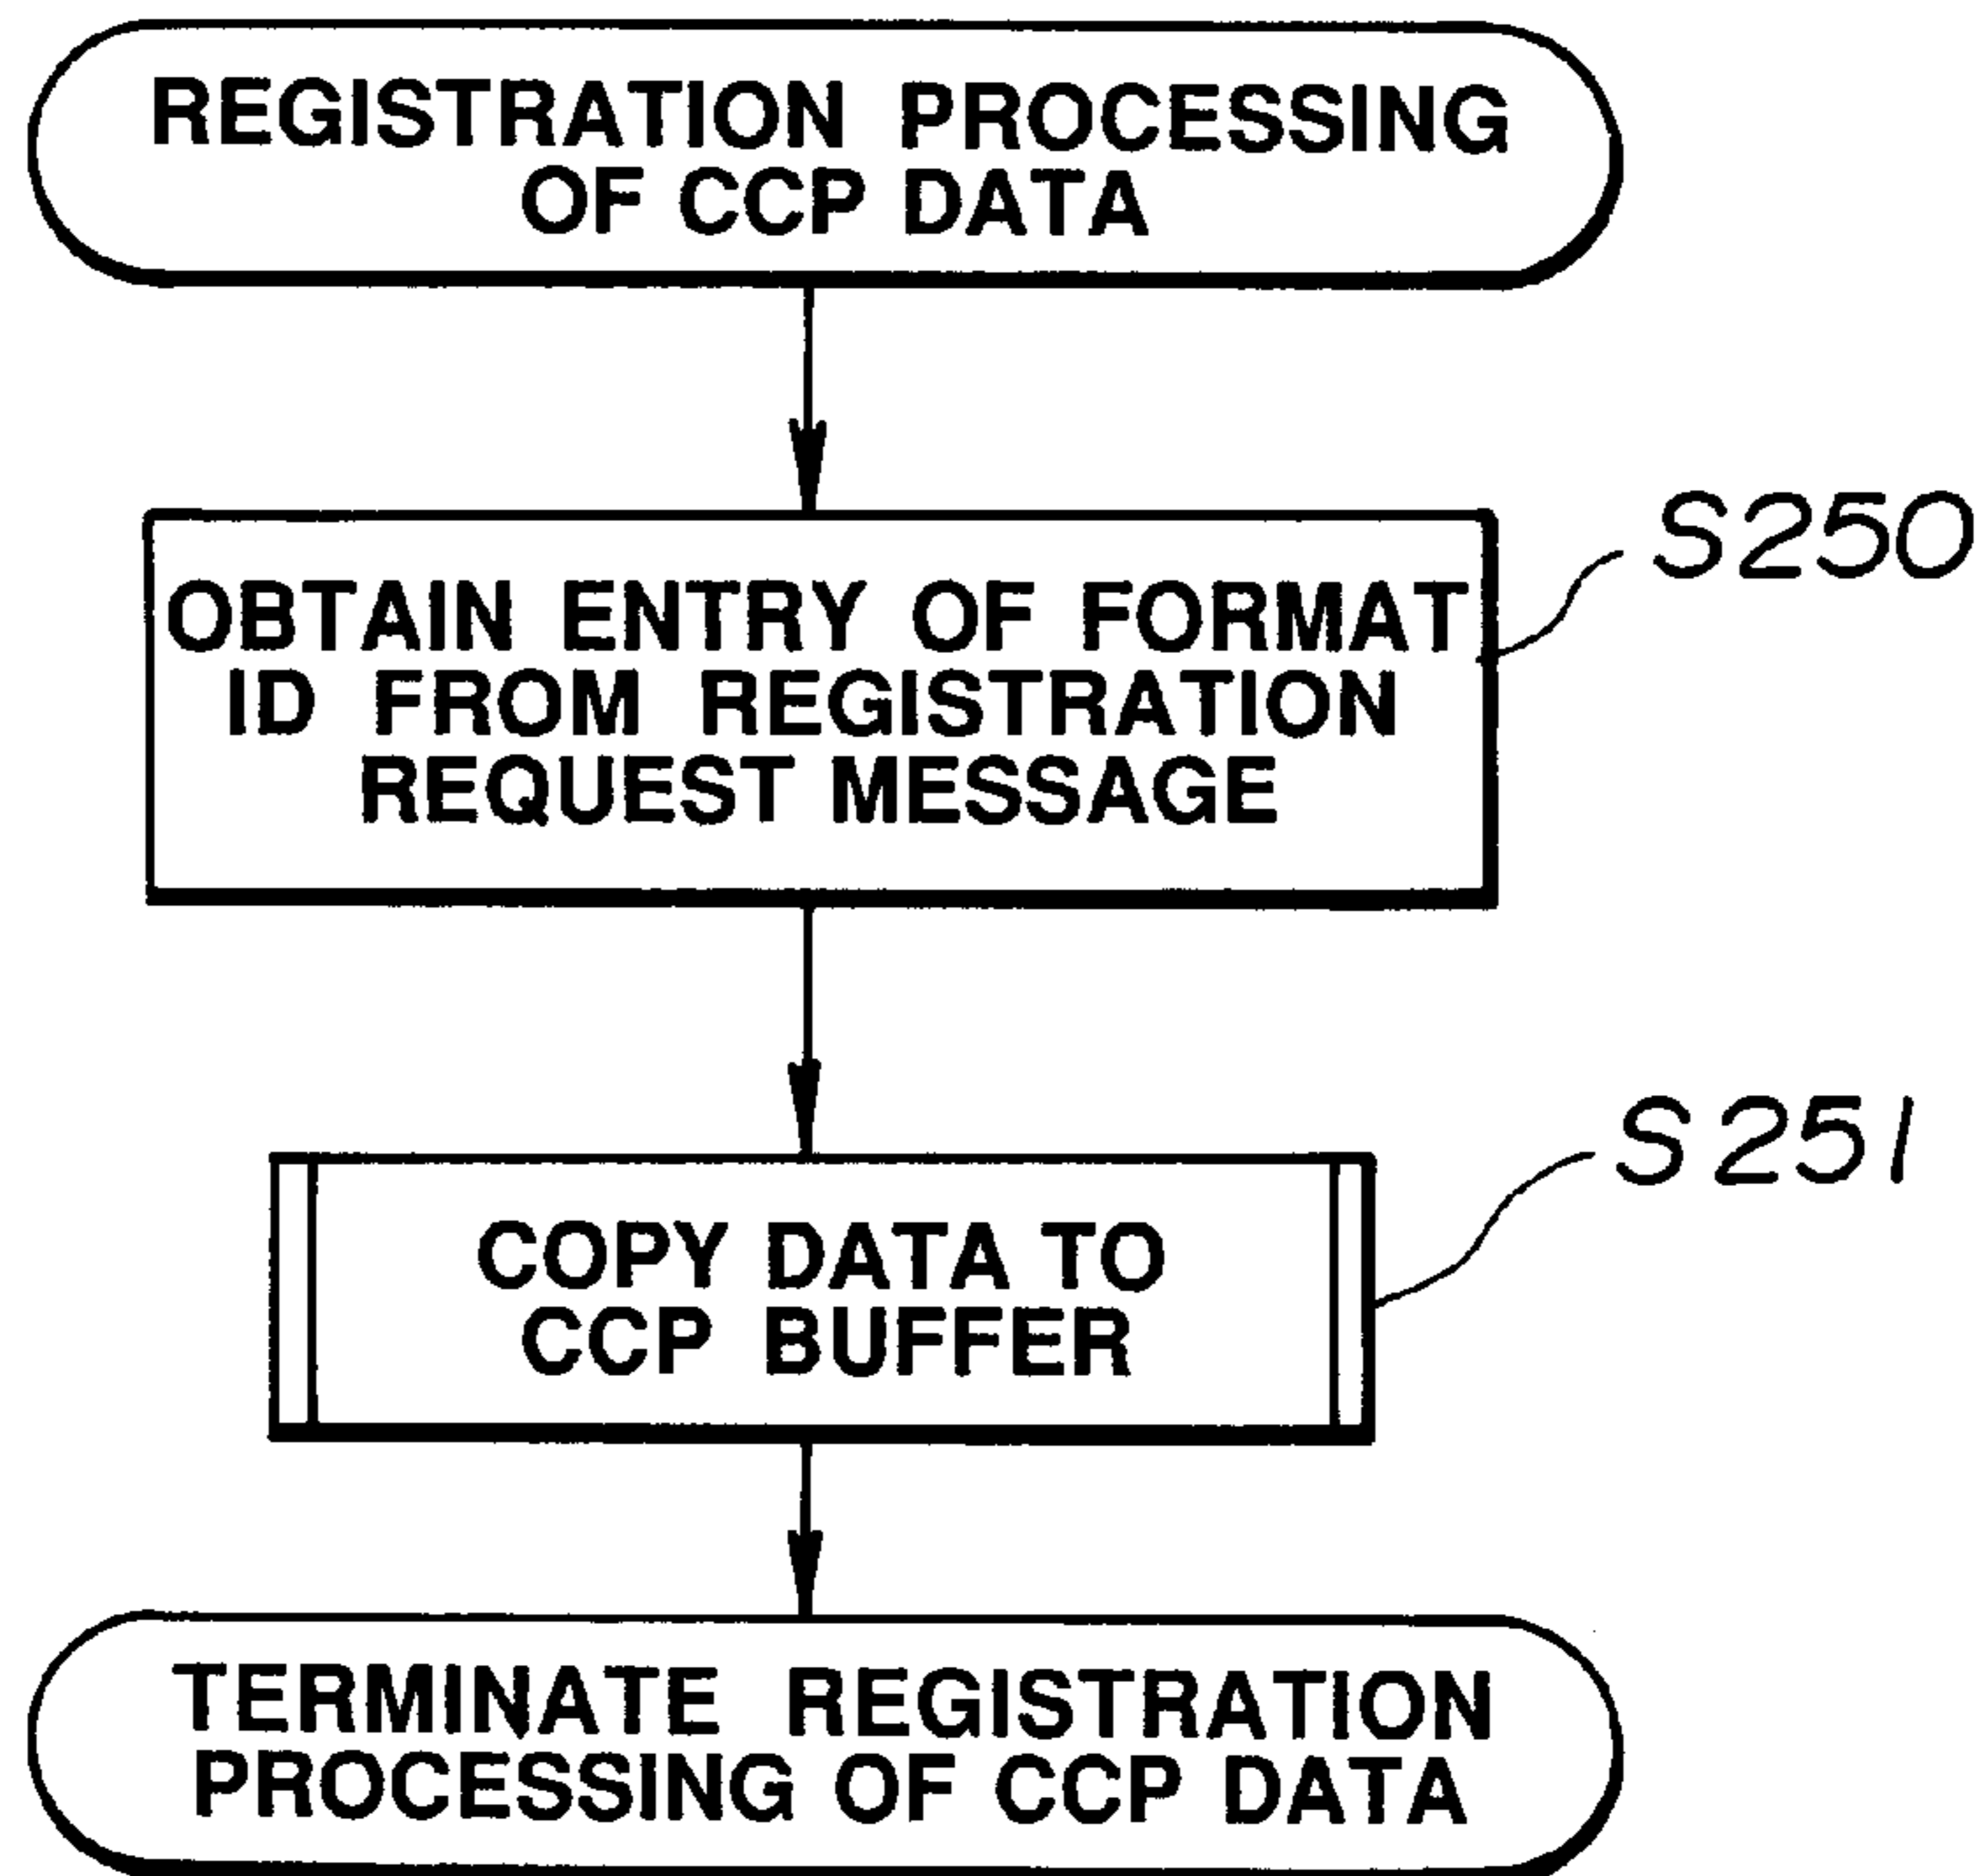 REGISTRATION PROCESSING
OF CCP DATA
S250
OBTAIN ENTRY OF FORMAT
ID FROM REGISTRATION
REQUEST MESSAGE
S251
COPY DATA TO
CCP BUFFER
TERMINATE REGISTRATION
PROCESSING OF CCP DATA